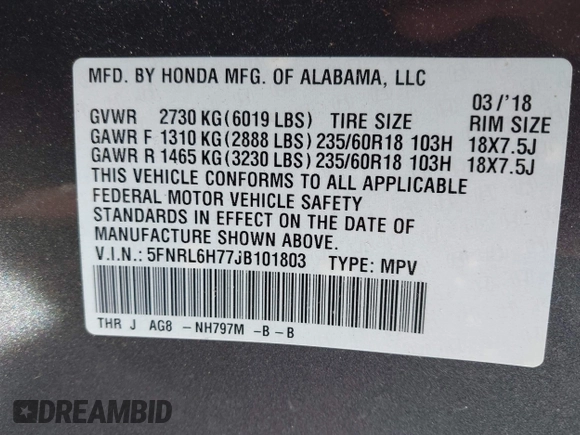 MFD. BY HONDA MFG. OF ALABAMA, LLC
03 /'18
GVWR 2730 KG (6019 LBS) TIRE SIZE RIM SIZE
GAWR F 1310 KG (2888 LBS) 235/60R18 103H 18X7.5J
GAWR R 1465 KG (3230 LBS) 235/60R18 103H 18X7.5J
THIS VEHICLE CONFORMS TO ALL APPLICABLE
FEDERAL MOTOR VEHICLE SAFETY
STANDARDS IN EFFECT ON THE DATE OF
MANUFACTURE SHOWN ABOVE.
V.I.N.: 5FNRL6H77JB101803 TYPE: MPV
THR J AG8 - NH797M - B - B
DREAMBID